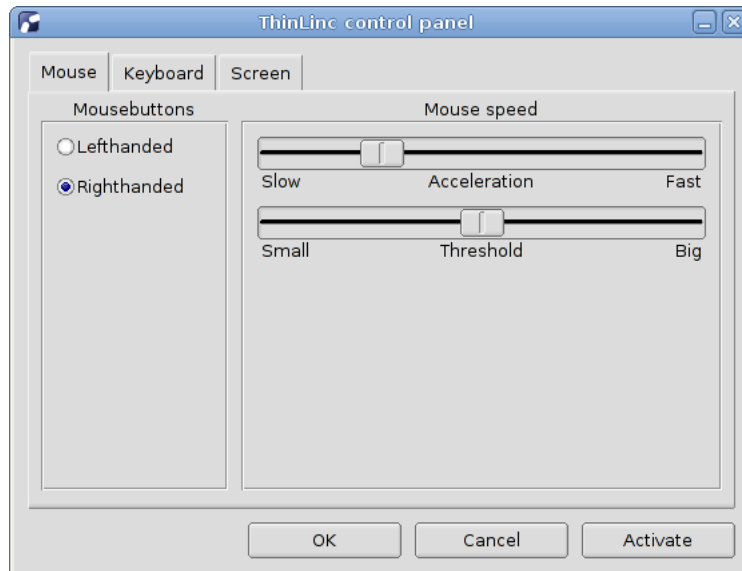 ThinLinc control panel
Mouse Keyboard Screen
Mousebuttons
Lefthanded
Righthanded
Mouse speed
Slow Acceleration Fast
Small Threshold Big
OK Cancel Activate